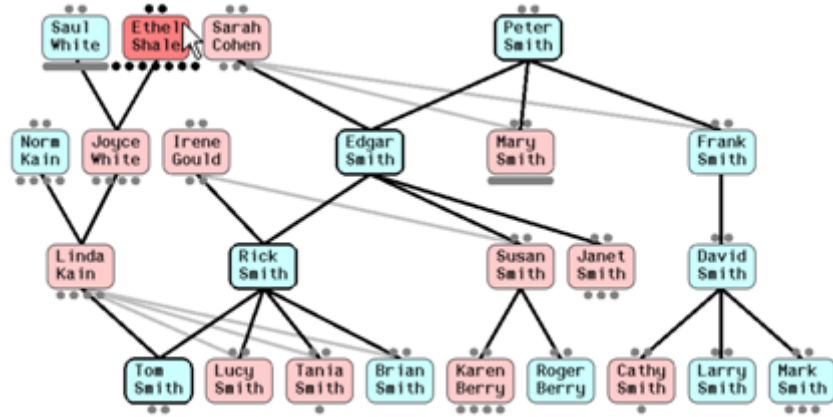 Saul
White
Ethel
Shale
Sarah
Cohen
Peter
Smith
Norm
Kain
Joyce
White
Irene
Gould
Edgar
Smith
Mary
Smith
Frank
Smith
Linda
Kain
Rick
Smith
Susan
Smith
Janet
Smith
David
Smith
Tom
Smith
Lucy
Smith
Tania
Smith
Brian
Smith
Karen
Berry
Roger
Berry
Cathy
Smith
Larry
Smith
Mark
Smith